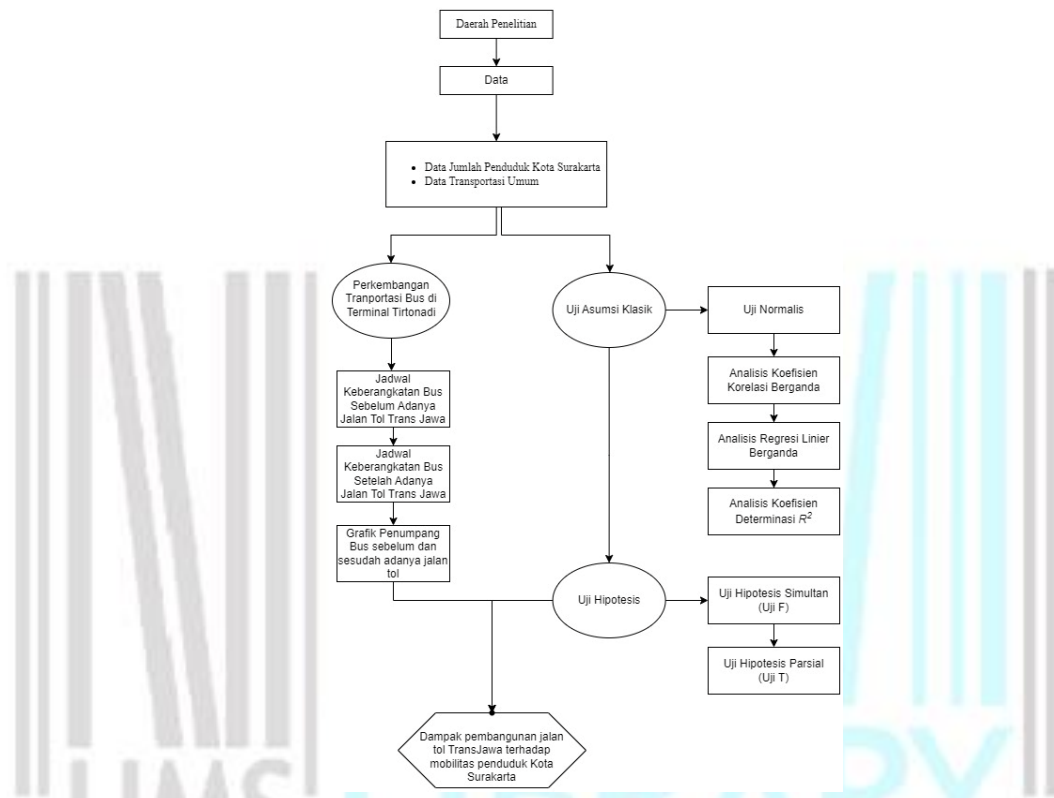 Daerah Penelitian
Data
• Data Jumlah Penduduk Kota Surakarta
• Data Transportasi Umum
Perkembangan
Tranportasi Bus di
Terminal Tirtonadi
Jadwal
Keberangkatan Bus
Sebelum Adanya
Jalan Tol Trans Jawa
Jadwal
Keberangkatan Bus
Setelah Adanya
Jalan Tol Trans Jawa
Grafik Penumpang
Bus sebelum dan
sesudah adanya jalan
tol
Uji Asumsi Klasik
Uji Normalis
Analisis Koefisien
Korelasi Berganda
Analisis Regresi Linier
Berganda
Analisis Koefisien
Determinasi R²
Uji Hipotesis
Uji Hipotesis Simultan
(Uji F)
Uji Hipotesis Parsial
(Uji T)
Dampak pembangunan jalan
tol TransJawa terhadap
mobilitas penduduk Kota
Surakarta
UMS
LIBRARY